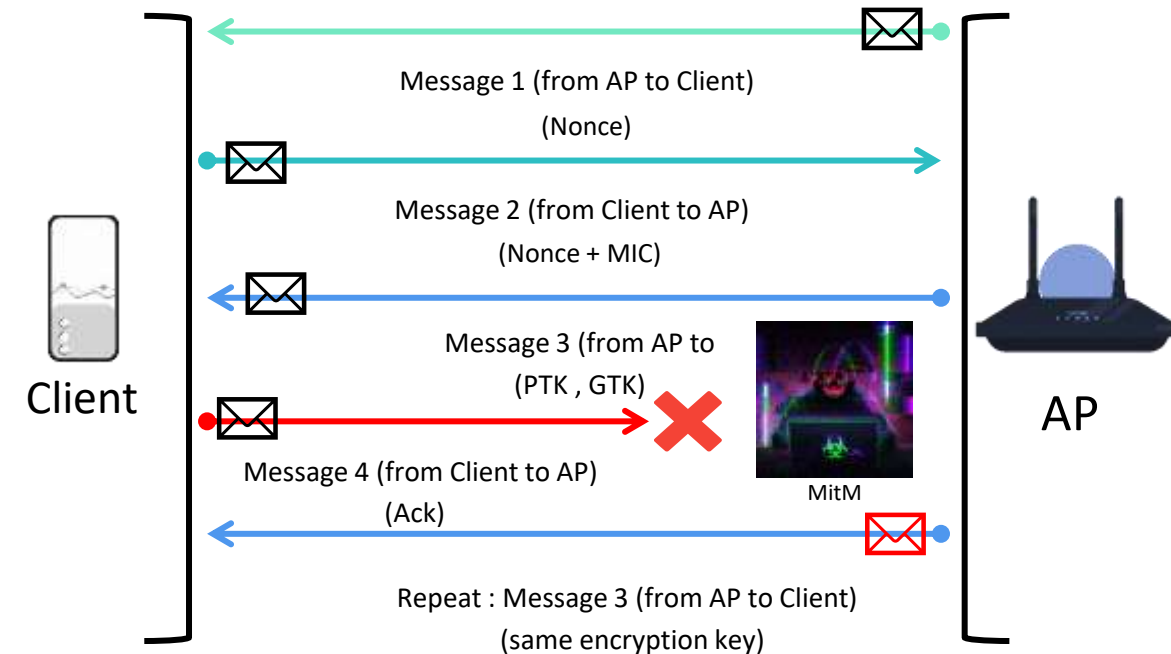 Message 1 (from AP to Client)
(Nonce)
Message 2 (from Client to AP)
(Nonce + MIC)
Client
AP
Message 3 (from AP to
(PTK , GTK)
Message 4 (from Client to AP)
(Ack)
MitM
Repeat : Message 3 (from AP to Client)
(same encryption key)